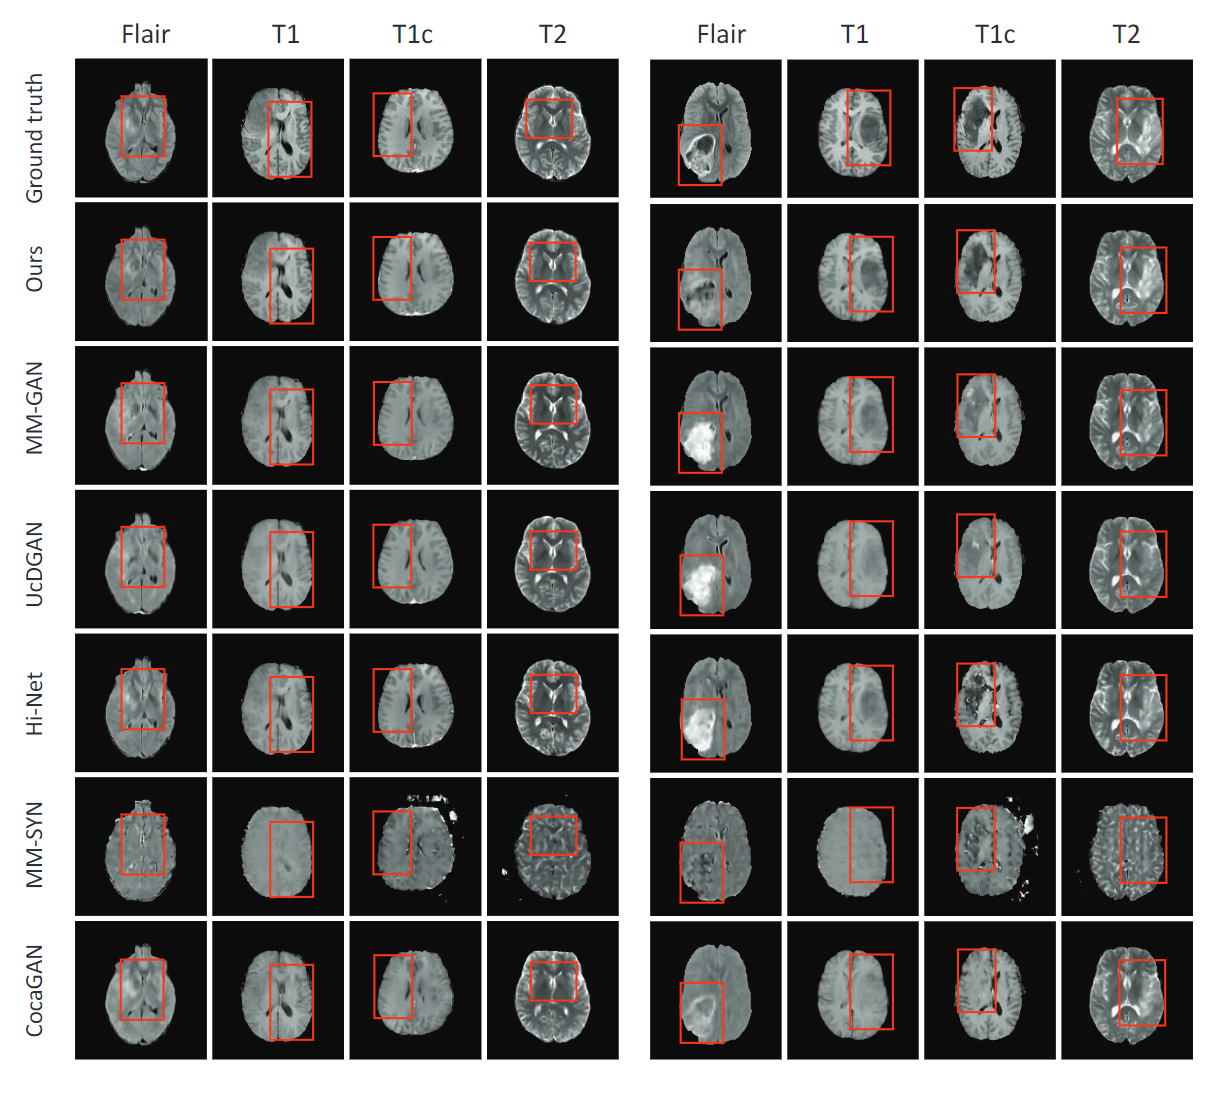 Flair T1 T1c T2 Flair T1 T1c T2
Ground truth
Ours
MM-GAN
UcDGAN
Hi-Net
MM-SYN
CocaGAN